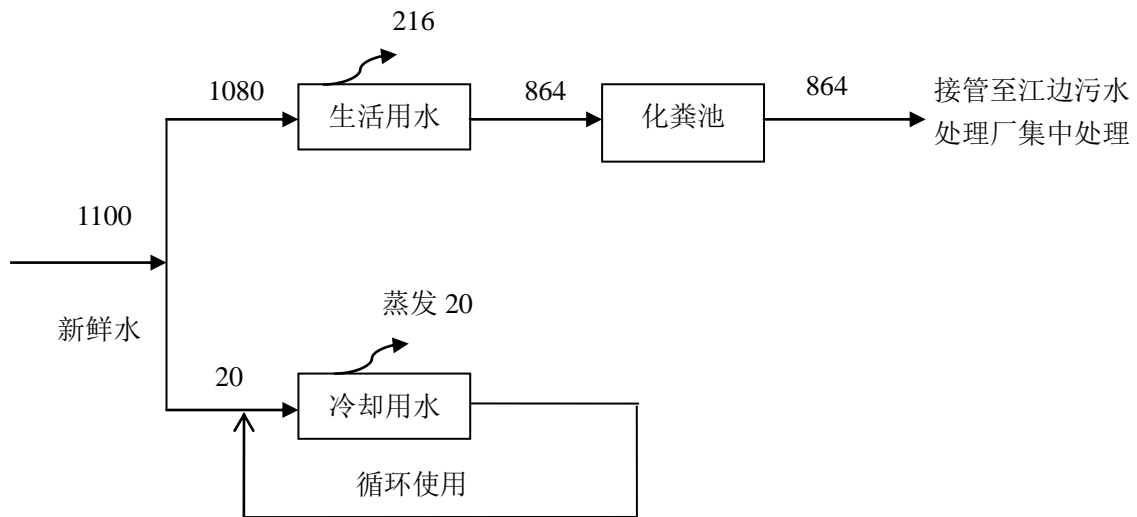 216
1080
生活用水
864
化粪池
864
接管至江边污水
处理厂集中处理
1100
新鲜水
蒸发 20
20
冷却用水
循环使用